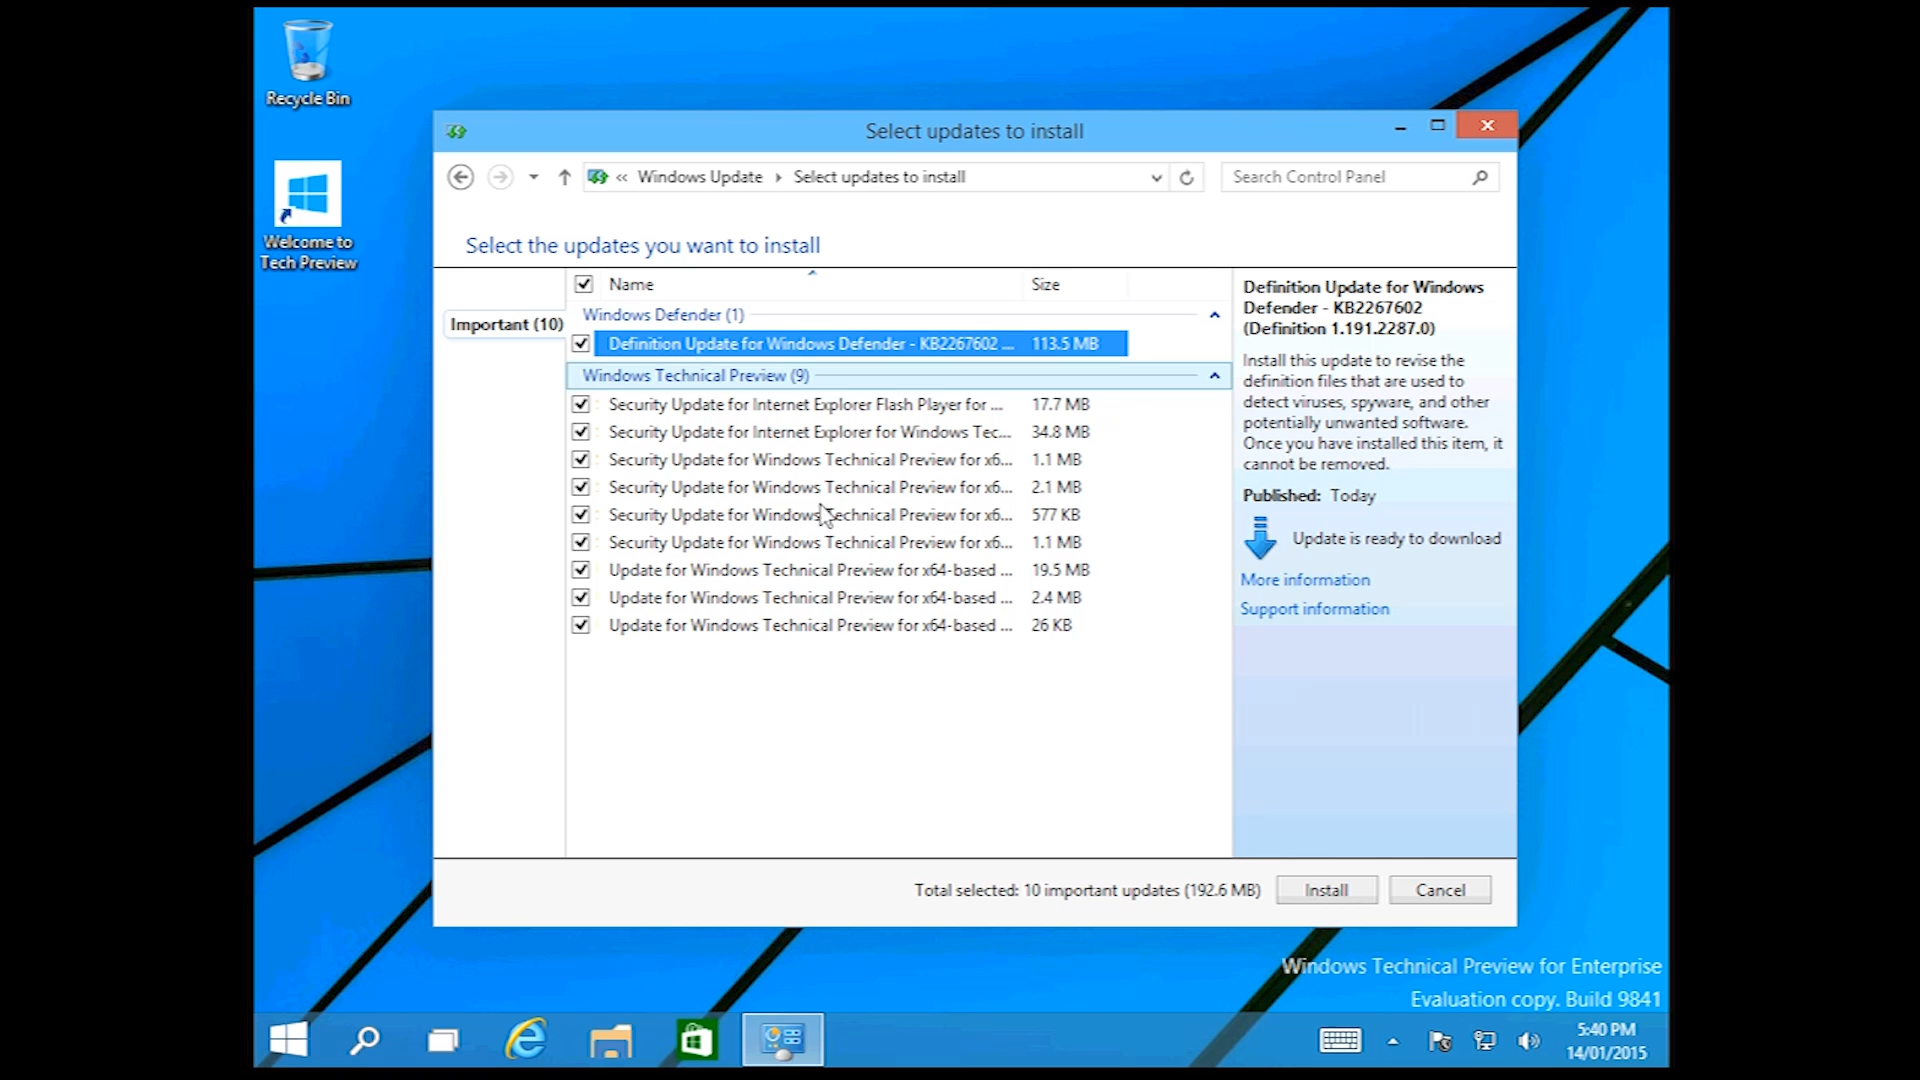 Recycle Bin
Welcome to
Tech Preview
Select updates to install
« Windows Update Select updates to install
Search Control Panel
Select the updates you want to install
Name Size
Important (10)
Windows Defender (1)
Definition Update for Windows Defender - KB2267602 ... 113.5 MB
Windows Technical Preview (9)
Security Update for Internet Explorer Flash Player for ... 17.7 MB
Security Update for Internet Explorer for Windows Tec... 34.8 MB
Security Update for Windows Technical Preview for x6... 1.1 MB
Security Update for Windows Technical Preview for x6... 2.1 MB
Security Update for Windows Technical Preview for x6... 577 KB
Security Update for Windows Technical Preview for x6... 1.1 MB
Update for Windows Technical Preview for x64-based ... 19.5 MB
Update for Windows Technical Preview for x64-based ... 2.4 MB
Update for Windows Technical Preview for x64-based ... 26 KB
Definition Update for Windows
Defender - KB2267602
(Definition 1.191.2287.0)
Install this update to revise the
definition files that are used to
detect viruses, spyware, and other
potentially unwanted software.
Once you have installed this item, it
cannot be removed.
Published: Today
Update is ready to download
More information
Support information
Total selected: 10 important updates (192.6 MB)
Install
Cancel
Windows Technical Preview for Enterprise
Evaluation copy. Build 9841
5:40 PM
14/01/2015